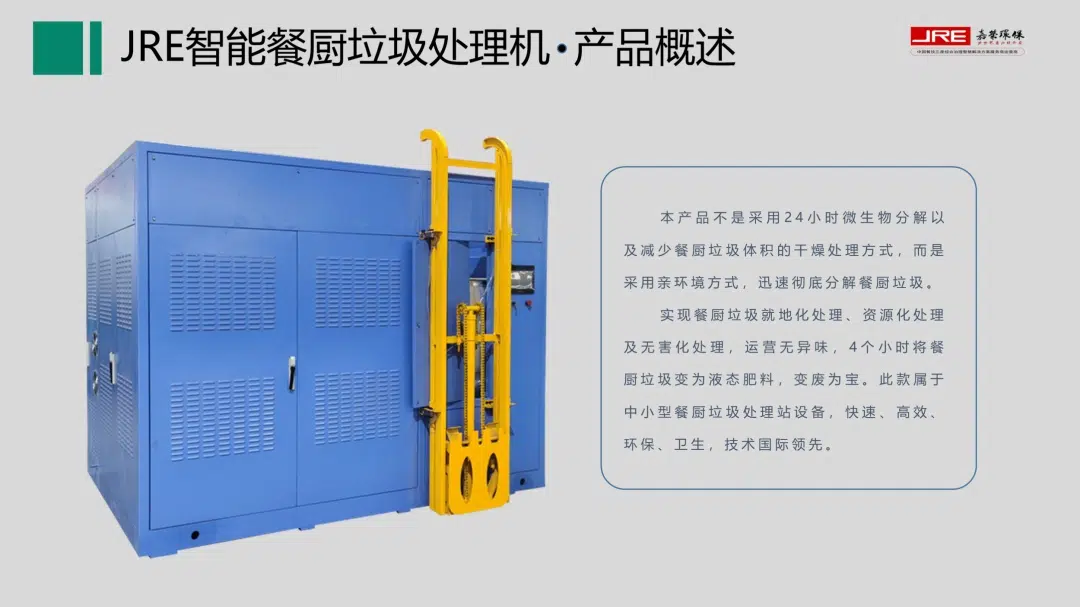 JRE智能餐厨垃圾处理机·产品概述
JRE 嘉荣环保
本产品不是采用24小时微生物分解以
及减少餐厨垃圾体积的干燥处理方式，而是
采用亲环境方式，迅速彻底分解餐厨垃圾。
实现餐厨垃圾就地化处理、资源化处理
及无害化处理，运营无异味，4个小时将餐
厨垃圾变为液态肥料，变废为宝。此款属于
中小型餐厨垃圾处理站设备，快速、高效、
环保、卫生，技术国际领先。